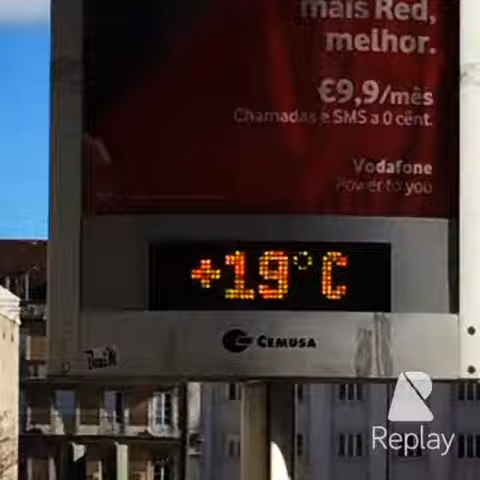 mais Red,
melhor.
€9,9/mês
Chamadas e SMS a 0 cênt.
Vodafone
Power to you
+19°C
CEMUSA
Replay